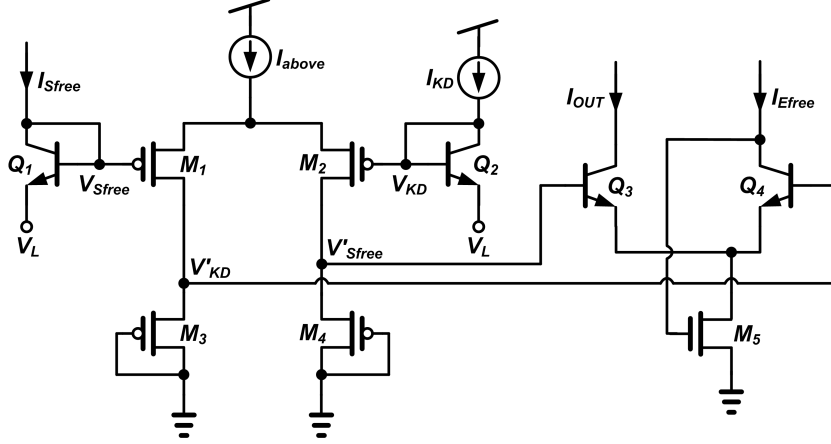 I_above
I_Sfree
I_KD
I_OUT
I_Efree
Q_1
V_Sfree
M_1
M_2
V_KD
Q_2
Q_3
Q_4
V_L
V_L
V'_KD
V'_Sfree
M_3
M_4
M_5